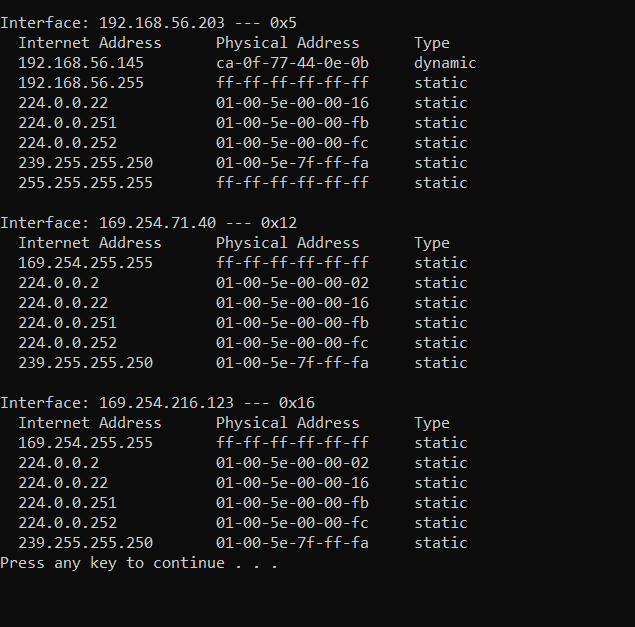 Interface: 192.168.56.203 --- 0x5
  Internet Address      Physical Address      Type
  192.168.56.145        ca-0f-77-44-0e-0b     dynamic
  192.168.56.255        ff-ff-ff-ff-ff-ff     static
  224.0.0.22            01-00-5e-00-00-16     static
  224.0.0.251           01-00-5e-00-00-fb     static
  224.0.0.252           01-00-5e-00-00-fc     static
  239.255.255.250       01-00-5e-7f-ff-fa     static
  255.255.255.255       ff-ff-ff-ff-ff-ff     static

Interface: 169.254.71.40 --- 0x12
  Internet Address      Physical Address      Type
  169.254.255.255       ff-ff-ff-ff-ff-ff     static
  224.0.0.2             01-00-5e-00-00-02     static
  224.0.0.22            01-00-5e-00-00-16     static
  224.0.0.251           01-00-5e-00-00-fb     static
  224.0.0.252           01-00-5e-00-00-fc     static
  239.255.255.250       01-00-5e-7f-ff-fa     static

Interface: 169.254.216.123 --- 0x16
  Internet Address      Physical Address      Type
  169.254.255.255       ff-ff-ff-ff-ff-ff     static
  224.0.0.2             01-00-5e-00-00-02     static
  224.0.0.22            01-00-5e-00-00-16     static
  224.0.0.251           01-00-5e-00-00-fb     static
  224.0.0.252           01-00-5e-00-00-fc     static
  239.255.255.250       01-00-5e-7f-ff-fa     static
Press any key to continue . . .